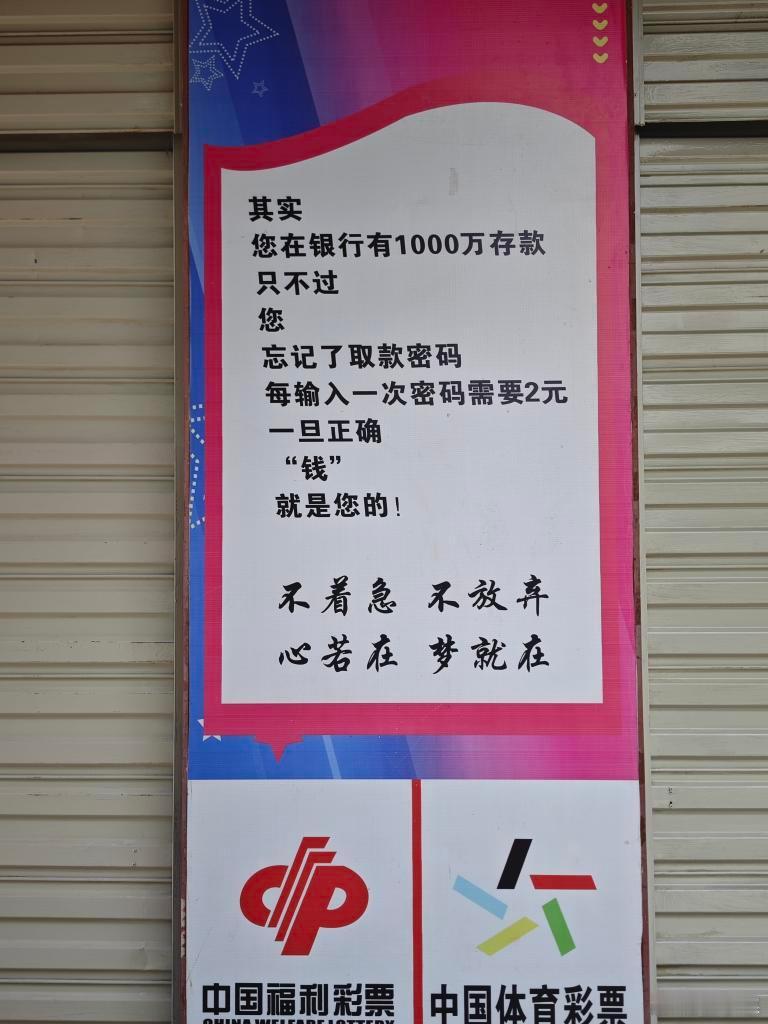 其实
您在银行有1000万存款
只不过
您
忘记了取款密码
每输入一次密码需要2元
一旦正确
“钱”
就是您的！
不着急 不放弃
心若在 梦就在
中国福利彩票
CHINA WELFARE LOTTERY
中国体育彩票